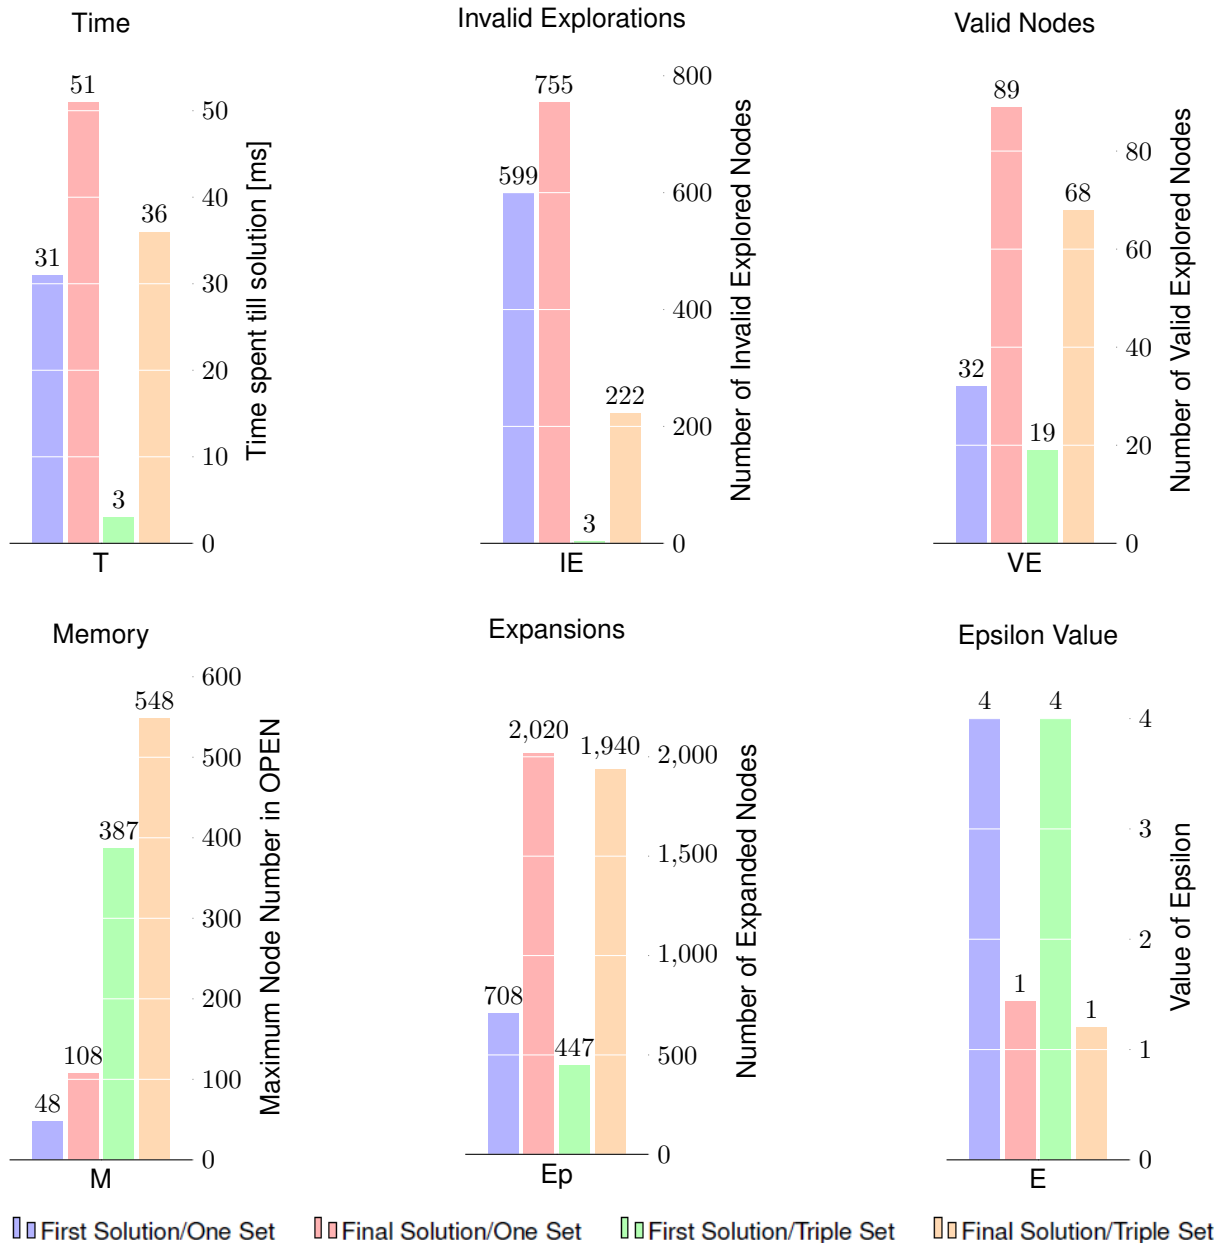 Time
51
31
3
36
0
10
20
30
40
50
Time spent till solution [ms]
T
Invalid Explorations
599
755
3
222
0
200
400
600
800
Number of Invalid Explored Nodes
IE
Valid Nodes
32
89
19
68
0
20
40
60
80
Number of Valid Explored Nodes
VE
Memory
48
108
387
548
0
100
200
300
400
500
600
Maximum Node Number in OPEN
M
Expansions
708
2,020
447
1,940
0
500
1,000
1,500
2,000
Number of Expanded Nodes
Ep
Epsilon Value
4
1
4
1
0
1
2
3
4
Value of Epsilon
E
First Solution/One Set
Final Solution/One Set
First Solution/Triple Set
Final Solution/Triple Set